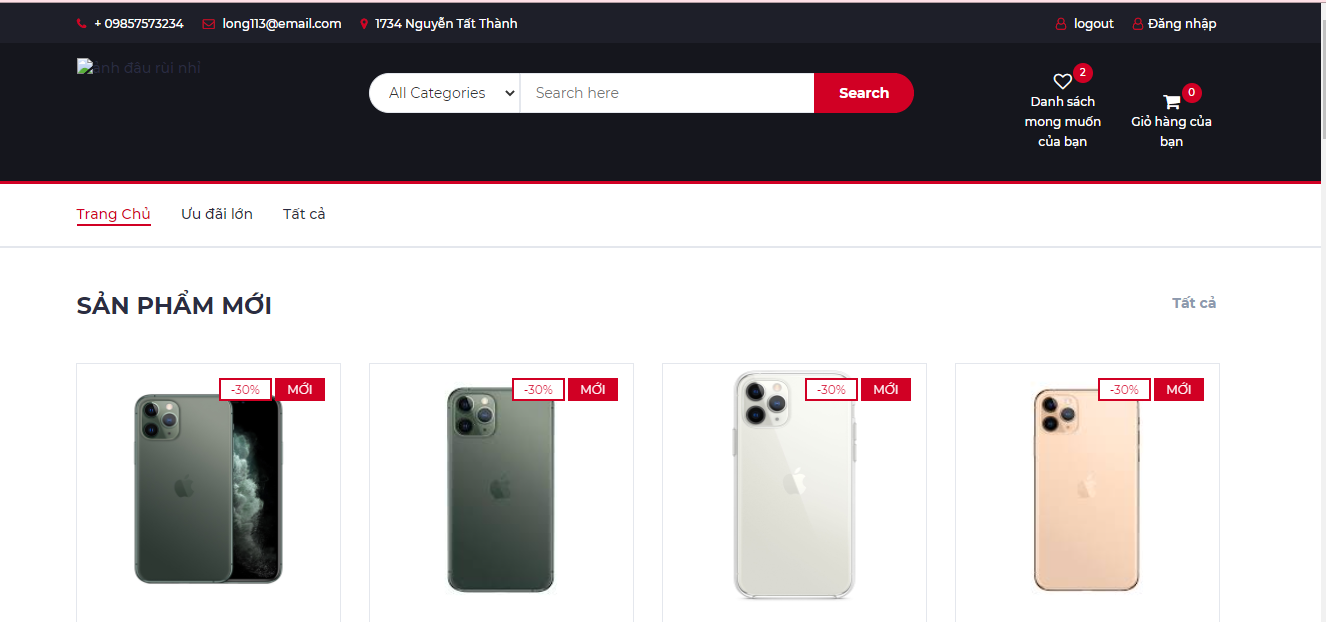 + 09857573234 long113@email.com 1734 Nguyễn Tất Thành logout Đăng nhập
ảnh đâu rùi nhỉ
All Categories Search here Search
2
Danh sách
mong muốn
của bạn
0
Giỏ hàng của
bạn
Trang Chủ Ưu đãi lớn Tất cả
SẢN PHẨM MỚI Tất cả
-30% MỚI -30% MỚI -30% MỚI -30% MỚI